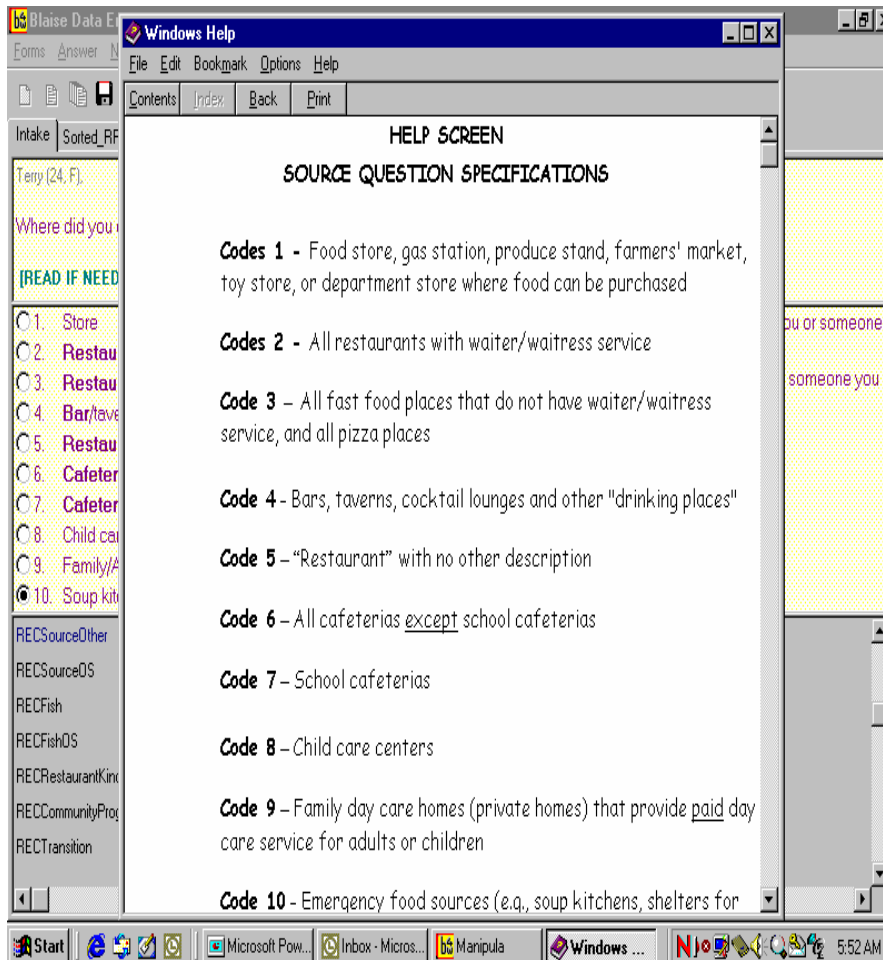 Blaise Data E
Forms Answer N
Intake Sorted_RF
Terry (24, F),
Where did you
[READ IF NEED
1. Store
2. Restau
3. Restau
4. Bar/tave
5. Restau
6. Cafeter
7. Cafeter
8. Child ca
9. Family/A
10. Soup kit
RECSourceOther
RECSourceOS
RECFish
RECFishOS
RECRestaurantKind
RECCommunityProg
RECTransition
Windows Help
File Edit Bookmark Options Help
Contents Index Back Print
HELP SCREEN
SOURCE QUESTION SPECIFICATIONS
Codes 1 - Food store, gas station, produce stand, farmers' market,
toy store, or department store where food can be purchased
Codes 2 - All restaurants with waiter/waitress service
Code 3 – All fast food places that do not have waiter/waitress
service, and all pizza places
Code 4 - Bars, taverns, cocktail lounges and other "drinking places"
Code 5 – “Restaurant” with no other description
Code 6 – All cafeterias except school cafeterias
Code 7 – School cafeterias
Code 8 – Child care centers
Code 9 – Family day care homes (private homes) that provide paid day
care service for adults or children
Code 10 - Emergency food sources (e.g., soup kitchens, shelters for
ou or someone
someone you
Start Microsoft Pow... Inbox - Micros... Manipula Windows ... 5:52 AM